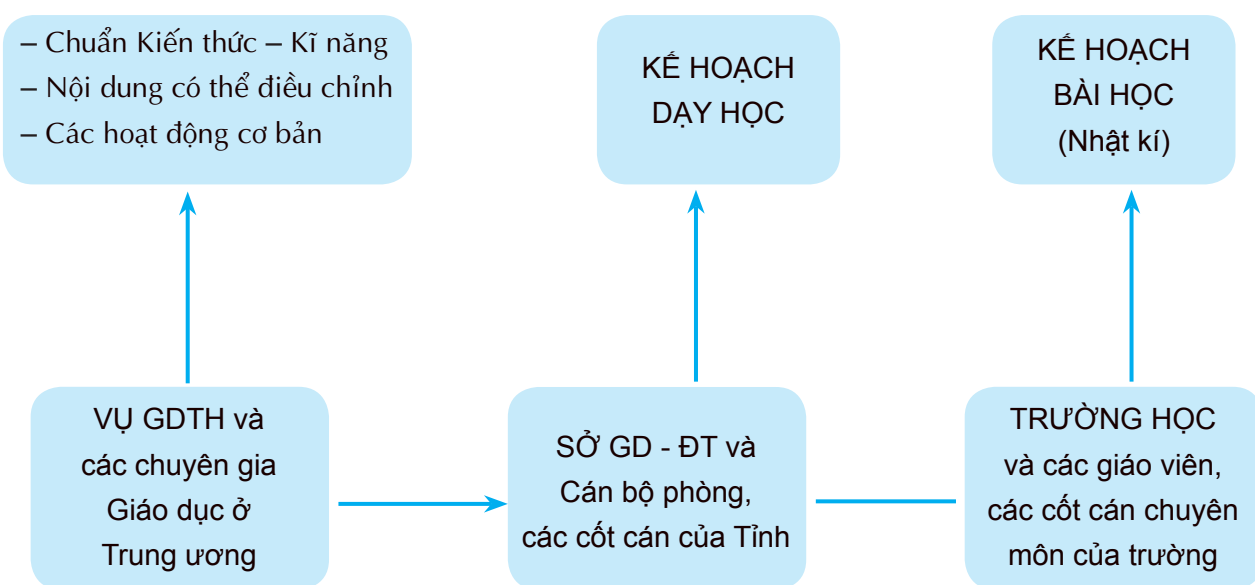 – Chuẩn Kiến thức – Kĩ năng
– Nội dung có thể điều chỉnh
– Các hoạt động cơ bản
KẾ HOẠCH
DẠY HỌC
KẾ HOẠCH
BÀI HỌC
(Nhật kí)
VỤ GDTH và
các chuyên gia
Giáo dục ở
Trung ương
SỞ GD - ĐT và
Cán bộ phòng,
các cốt cán của Tỉnh
TRƯỜNG HỌC
và các giáo viên,
các cốt cán chuyên
môn của trường